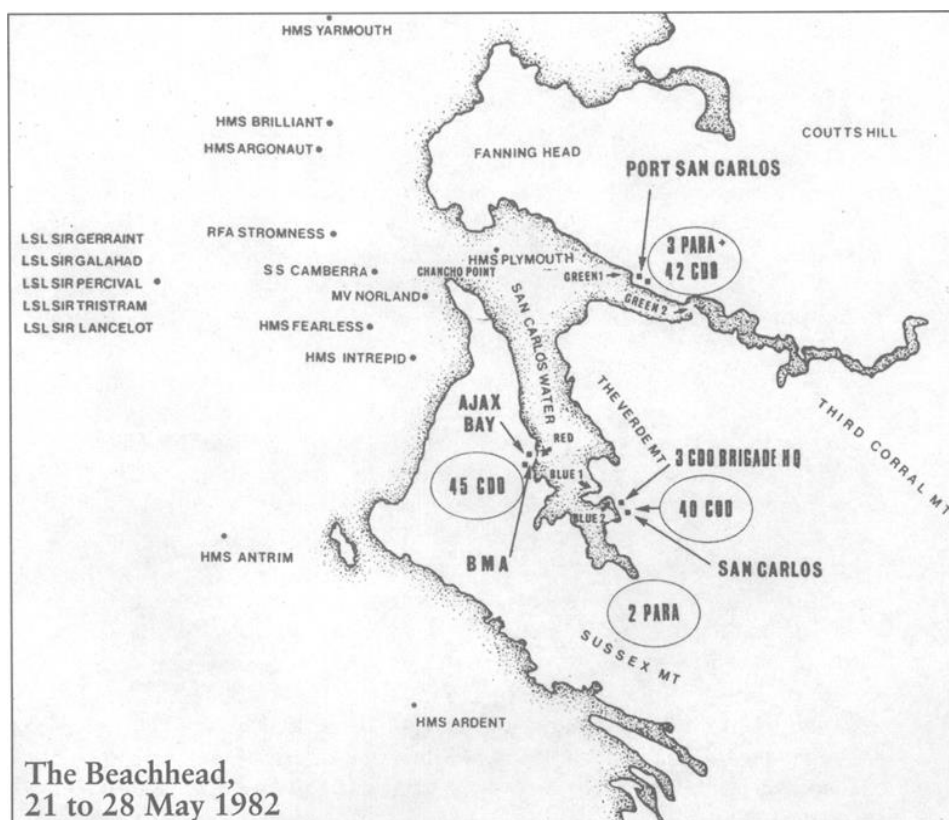 HMS YARMOUTH
HMS BRILLIANT
HMS ARGONAUT
COUTTS HILL
FANNING HEAD
PORT SAN CARLOS
LSL SIR GERRAINT
LSL SIR GALAHAD
LSL SIR PERCIVAL
LSL SIR TRISTRAM
LSL SIR LANCELOT
RFA STROMNESS
SS CAMBERRA
MV NORLAND
HMS FEARLESS
HMS INTREPID
CHANCHO POINT
HMS PLYMOUTH
GREEN 1
GREEN 2
3 PARA +
42 CDO
SAN CARLOS WATER
THE VERDE MT
THIRD CORRAL MT
AJAX
BAY
RED
BLUE 1
BLUE 2
3 CDO BRIGADE HQ
45 CDO
40 CDO
BMA
SAN CARLOS
HMS ANTRIM
2 PARA
SUSSEX MT
HMS ARDENT
The Beachhead,
21 to 28 May 1982